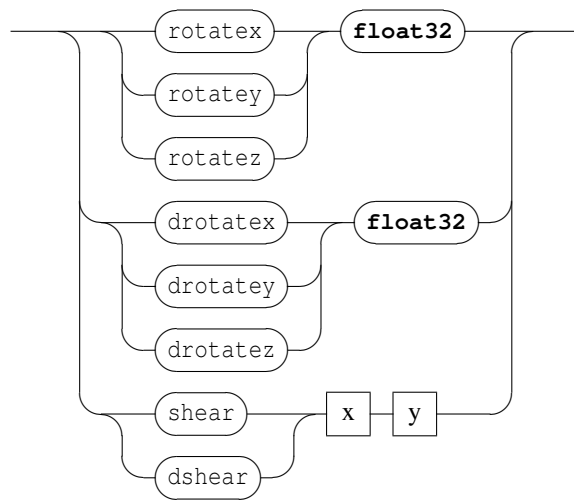 rotatex float32
rotatey
rotatez
drotatex float32
drotatey
drotatez
shear x y
dshear